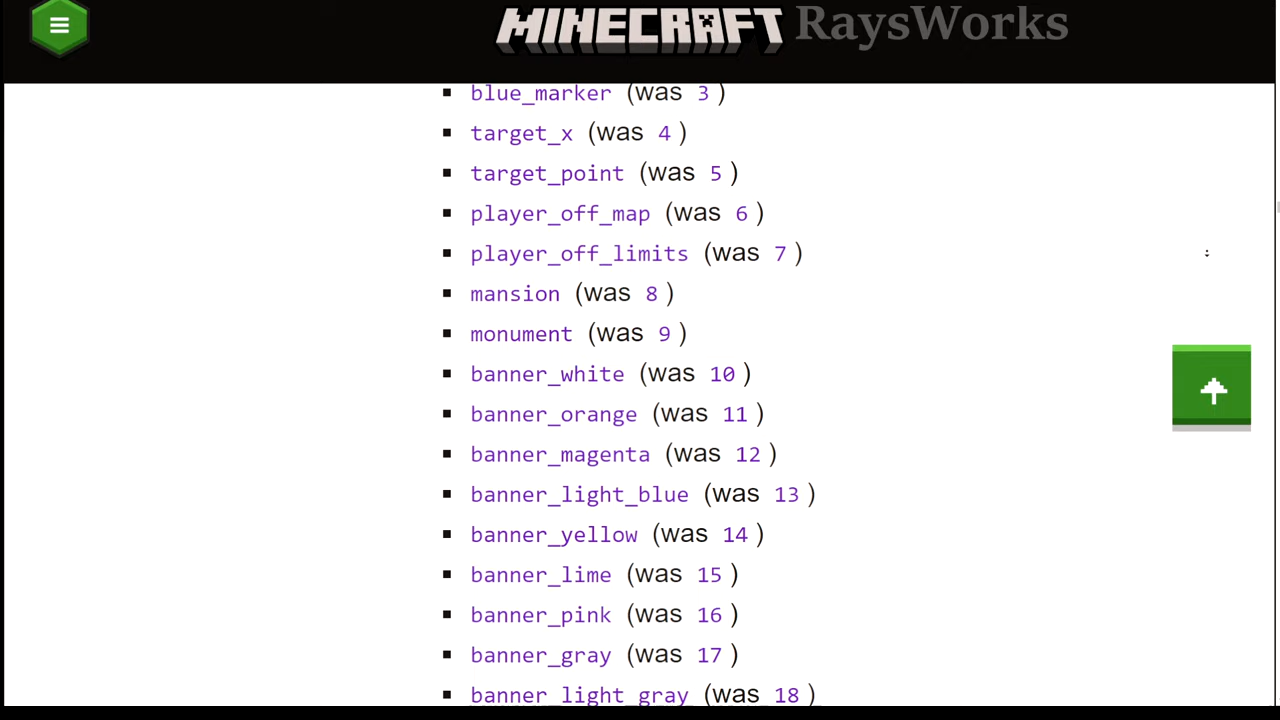 MINECRAFT RaysWorks
blue_marker (was 3 )
target_x (was 4 )
target_point (was 5 )
player_off_map (was 6 )
player_off_limits (was 7 )
mansion (was 8 )
monument (was 9 )
banner_white (was 10 )
banner_orange (was 11 )
banner_magenta (was 12 )
banner_light_blue (was 13 )
banner_yellow (was 14 )
banner_lime (was 15 )
banner_pink (was 16 )
banner_gray (was 17 )
banner_light_gray (was 18 )